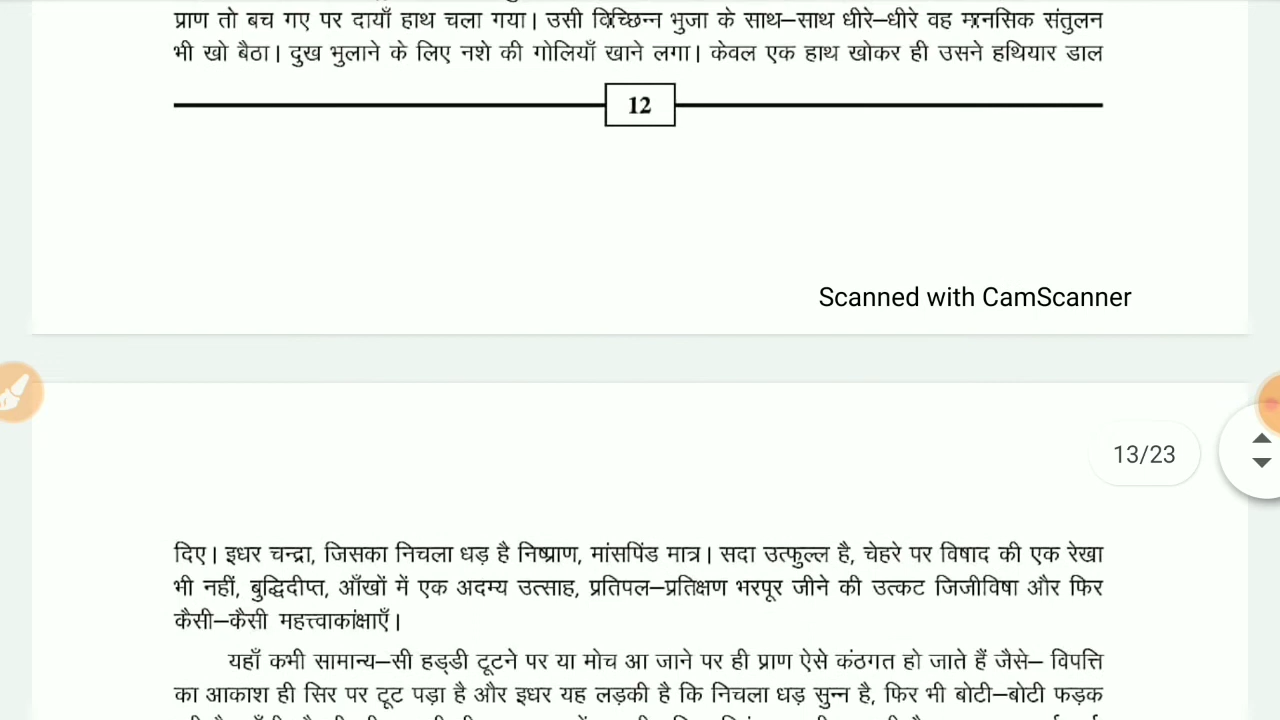 प्राण तो बच गए पर दायाँ हाथ चला गया। उसी विच्छिन्न भुजा के साथ–साथ धीरे–धीरे वह मानसिक संतुलन
भी खो बैठा। दुख भुलाने के लिए नशे की गोलियाँ खाने लगा। केवल एक हाथ खोकर ही उसने हथियार डाल
12
Scanned with CamScanner
13/23
दिए। इधर चन्द्रा, जिसका निचला धड़ है निष्प्राण, मांसपिंड मात्र। सदा उत्फुल्ल है, चेहरे पर विषाद की एक रेखा
भी नहीं, बुद्धिदीप्त, आँखों में एक अदम्य उत्साह, प्रतिपल–प्रतिक्षण भरपूर जीने की उत्कट जिजीविषा और फिर
कैसी–कैसी महत्त्वाकांक्षाएँ।
यहाँ कभी सामान्य–सी हड्डी टूटने पर या मोच आ जाने पर ही प्राण ऐसे कंठगत हो जाते हैं जैसे– विपत्ति
का आकाश ही सिर पर टूट पड़ा है और इधर यह लड़की है कि निचला धड़ सुन्न है, फिर भी बोटी–बोटी फड़क